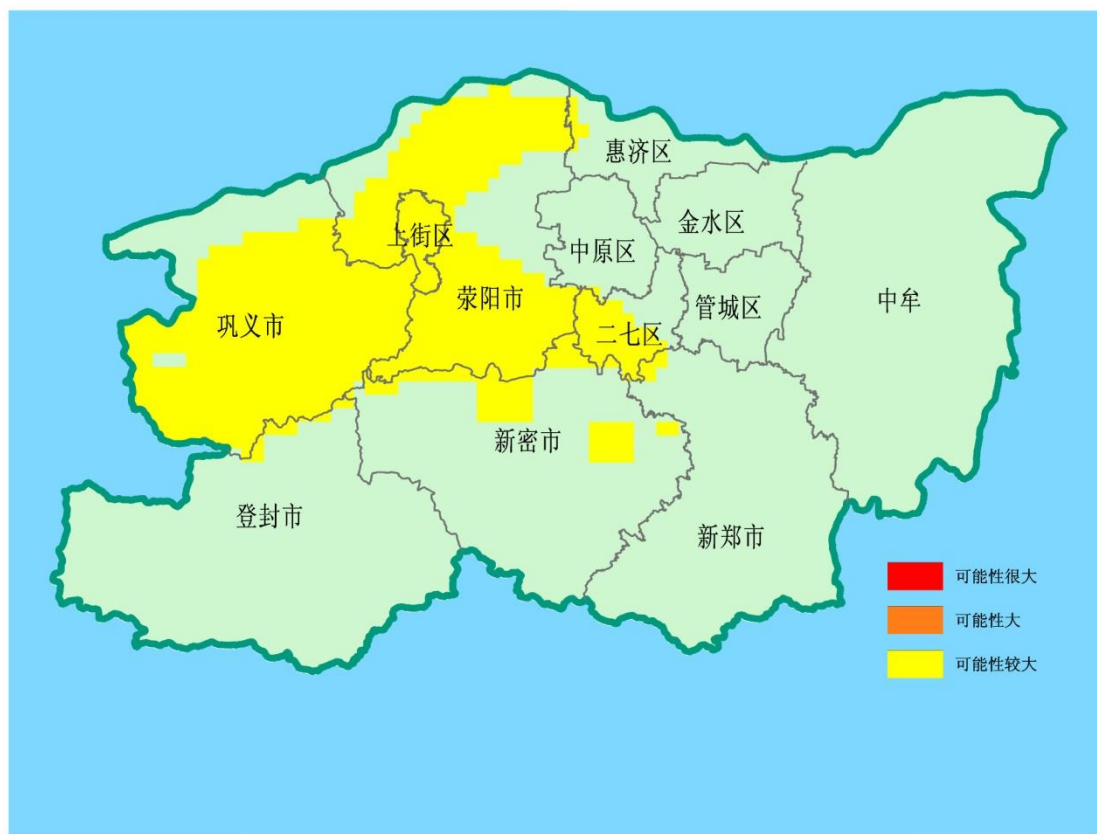 惠济区
金水区
上街区
中原区
荥阳市
管城区
中牟
巩义市
二七区
新密市
登封市
新郑市
可能性很大
可能性大
可能性较大